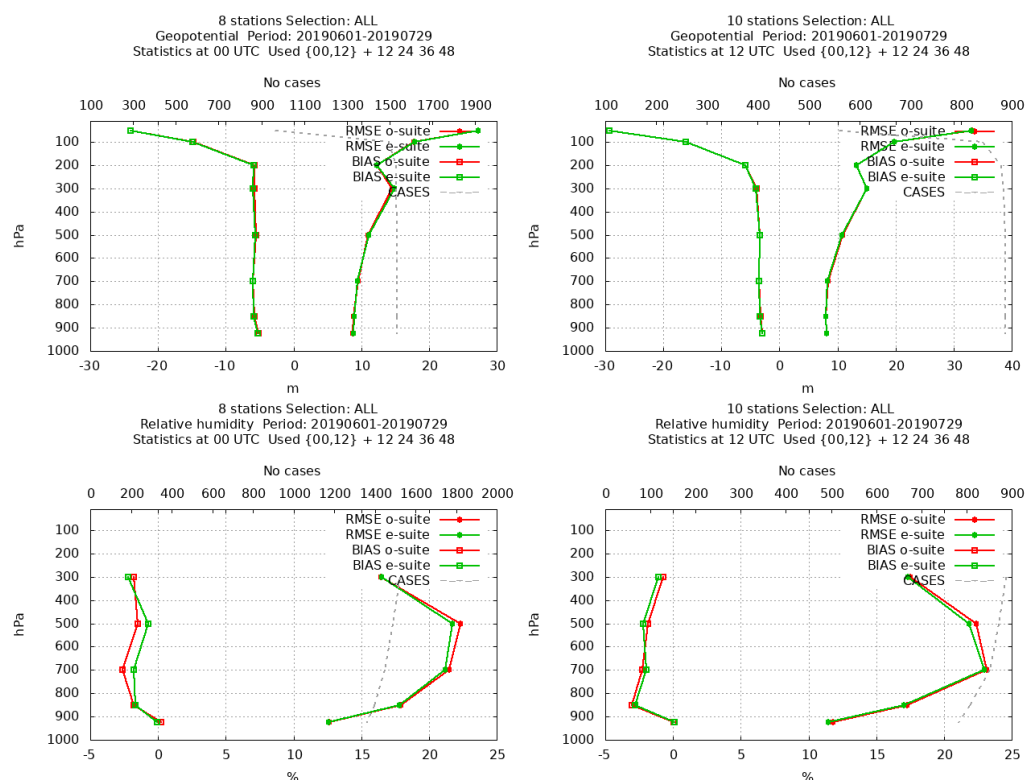 8 stations Selection: ALL
Geopotential Period: 20190601-20190729
Statistics at 00 UTC Used {00,12} + 12 24 36 48
No cases
100 300 500 700 900 1100 1300 1500 1700 1900
RMSE o-suite
RMSE e-suite
BIAS o-suite
BIAS e-suite
CASES
100
200
300
400
500
600
700
800
900
1000
hPa
-30 -20 -10 0 10 20 30
m
10 stations Selection: ALL
Geopotential Period: 20190601-20190729
Statistics at 12 UTC Used {00,12} + 12 24 36 48
No cases
100 200 300 400 500 600 700 800 900
RMSE o-suite
RMSE e-suite
BIAS o-suite
BIAS e-suite
CASES
100
200
300
400
500
600
700
800
900
1000
hPa
-30 -20 -10 0 10 20 30 40
m
8 stations Selection: ALL
Relative humidity Period: 20190601-20190729
Statistics at 00 UTC Used {00,12} + 12 24 36 48
No cases
0 200 400 600 800 1000 1200 1400 1600 1800 2000
RMSE o-suite
RMSE e-suite
BIAS o-suite
BIAS e-suite
CASES
100
200
300
400
500
600
700
800
900
1000
hPa
-5 0 5 10 15 20 25
%
10 stations Selection: ALL
Relative humidity Period: 20190601-20190729
Statistics at 12 UTC Used {00,12} + 12 24 36 48
No cases
0 100 200 300 400 500 600 700 800 900
RMSE o-suite
RMSE e-suite
BIAS o-suite
BIAS e-suite
CASES
100
200
300
400
500
600
700
800
900
1000
hPa
-5 0 5 10 15 20 25
%